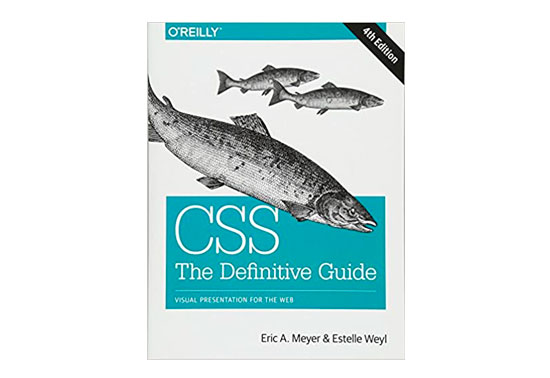 O'REILLY®
4th Edition
CSS
The Definitive Guide
VISUAL PRESENTATION FOR THE WEB
Eric A. Meyer & Estelle Weyl